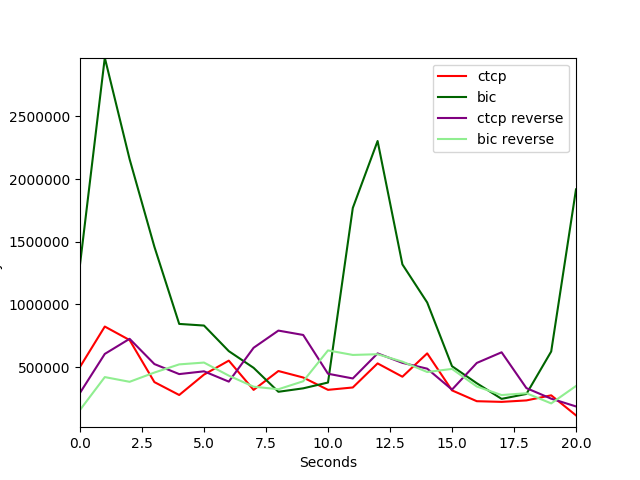 2500000
2000000
1500000
1000000
500000
0.0 2.5 5.0 7.5 10.0 12.5 15.0 17.5 20.0
Seconds
ctcp
bic
ctcp reverse
bic reverse